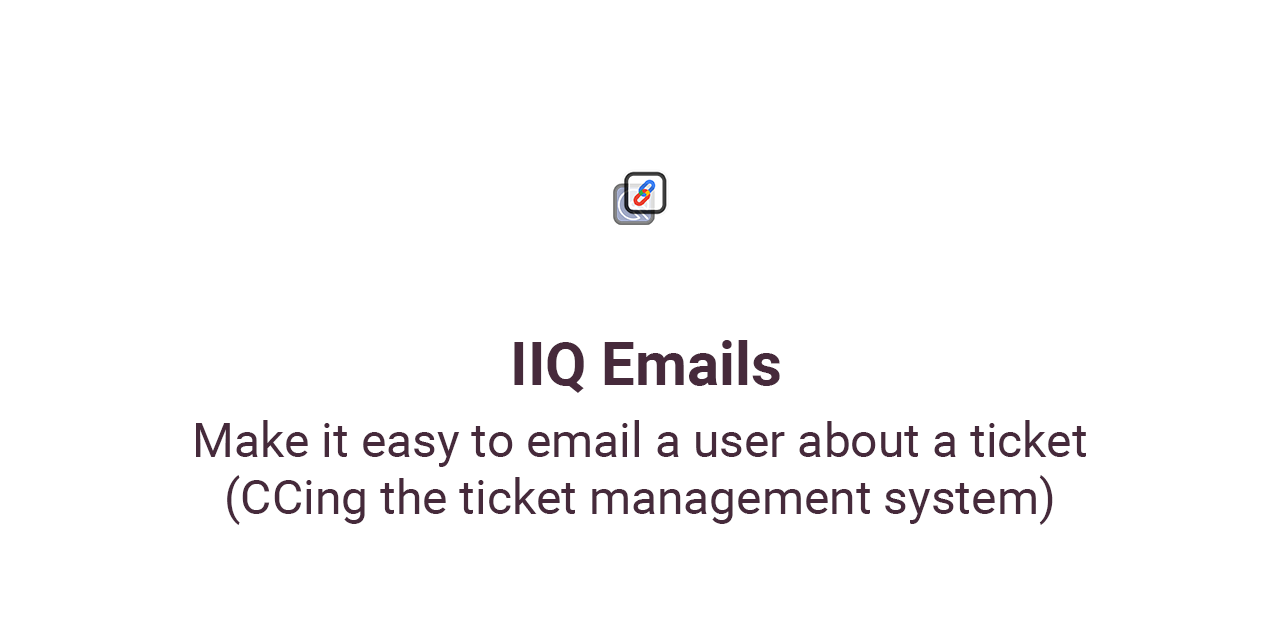 IIQ Emails
Make it easy to email a user about a ticket
(CCing the ticket management system)